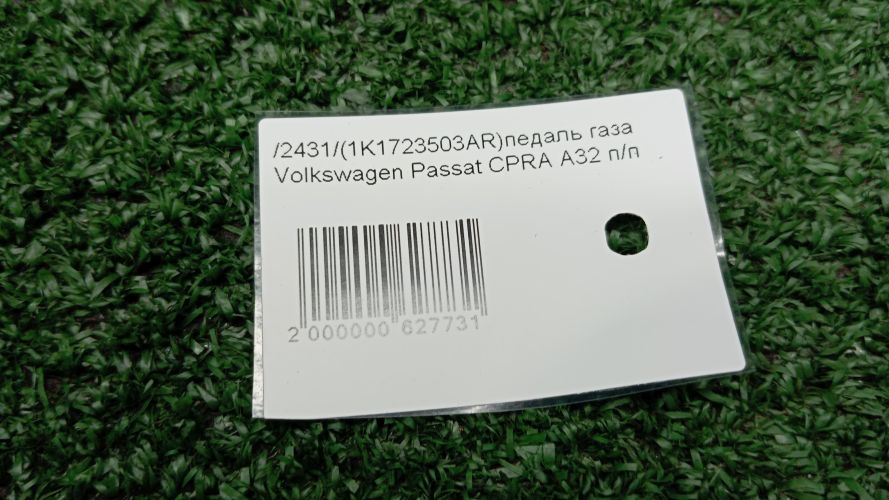 /2431/(1K1723503AR)педаль газа
Volkswagen Passat CPRA A32 п/п
2 000000 627731